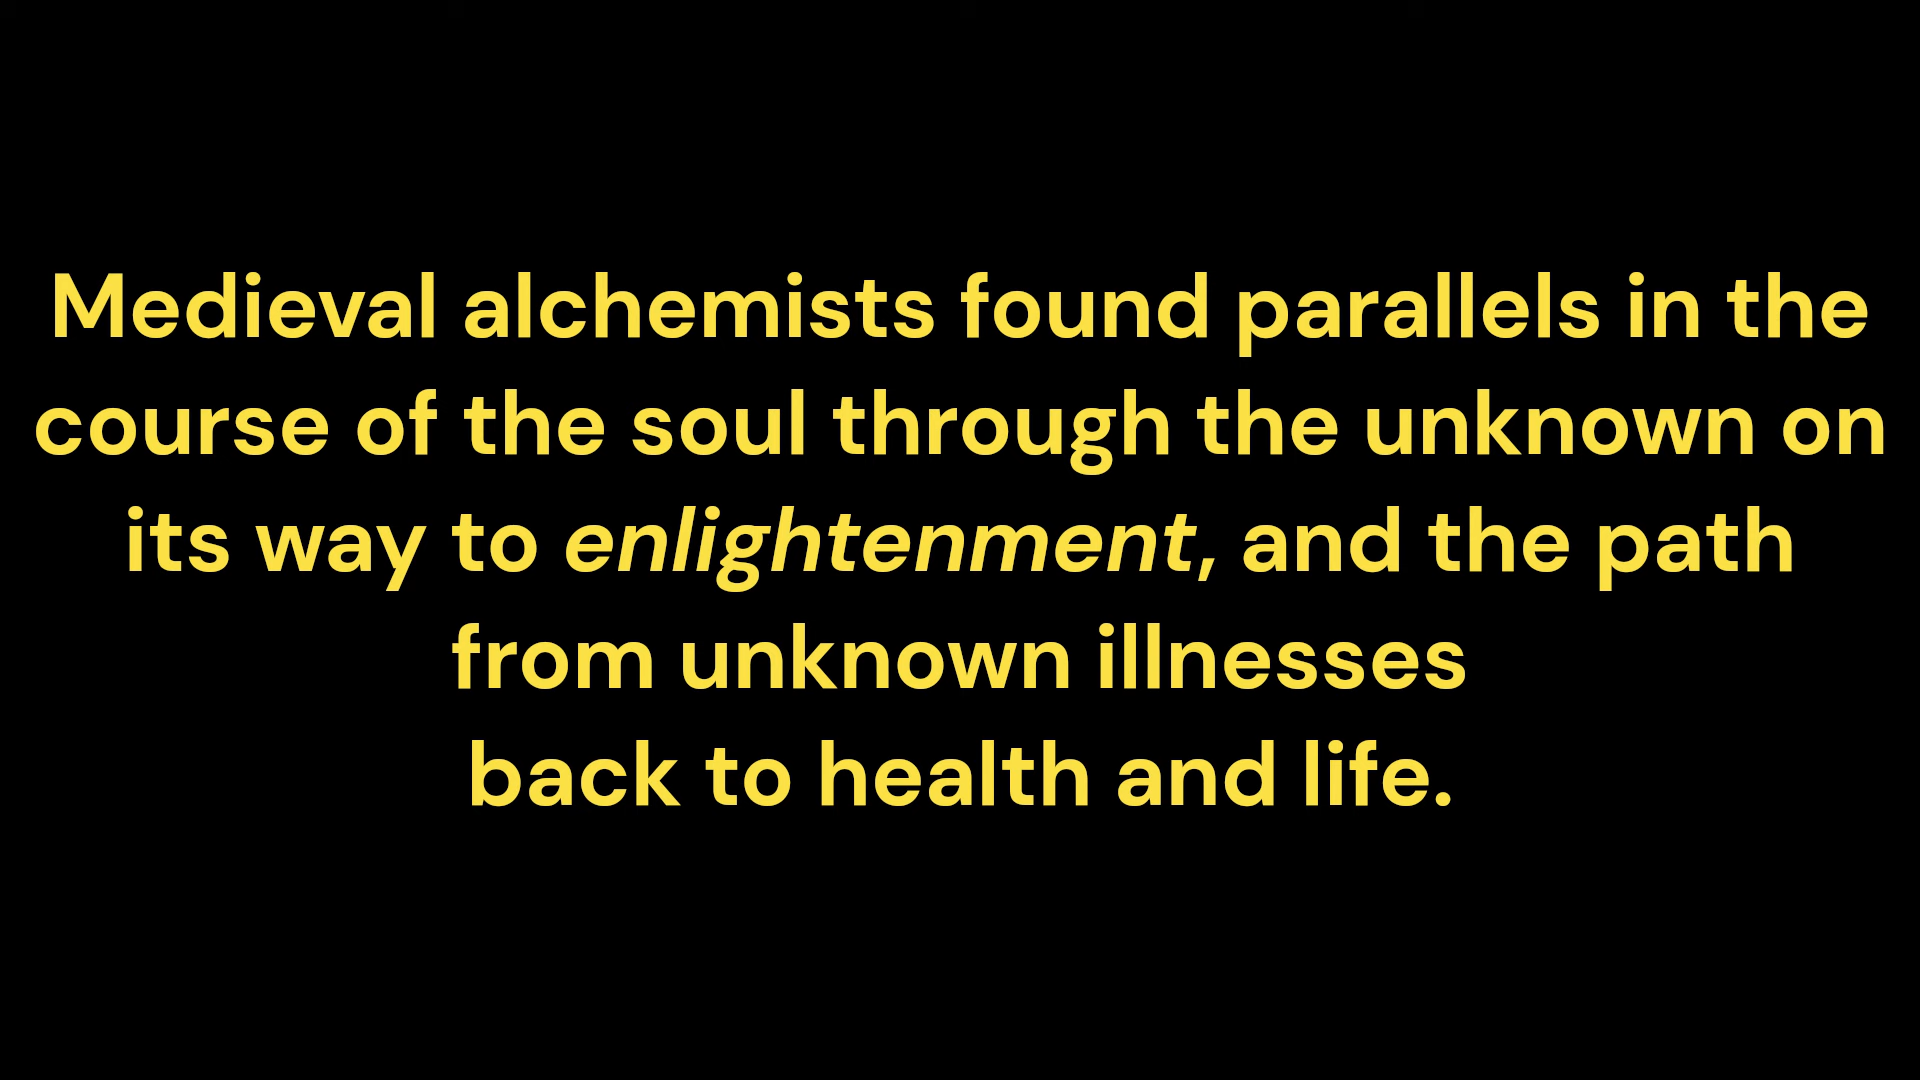 Medieval alchemists found parallels in the
course of the soul through the unknown on
its way to enlightenment, and the path
from unknown illnesses
back to health and life.